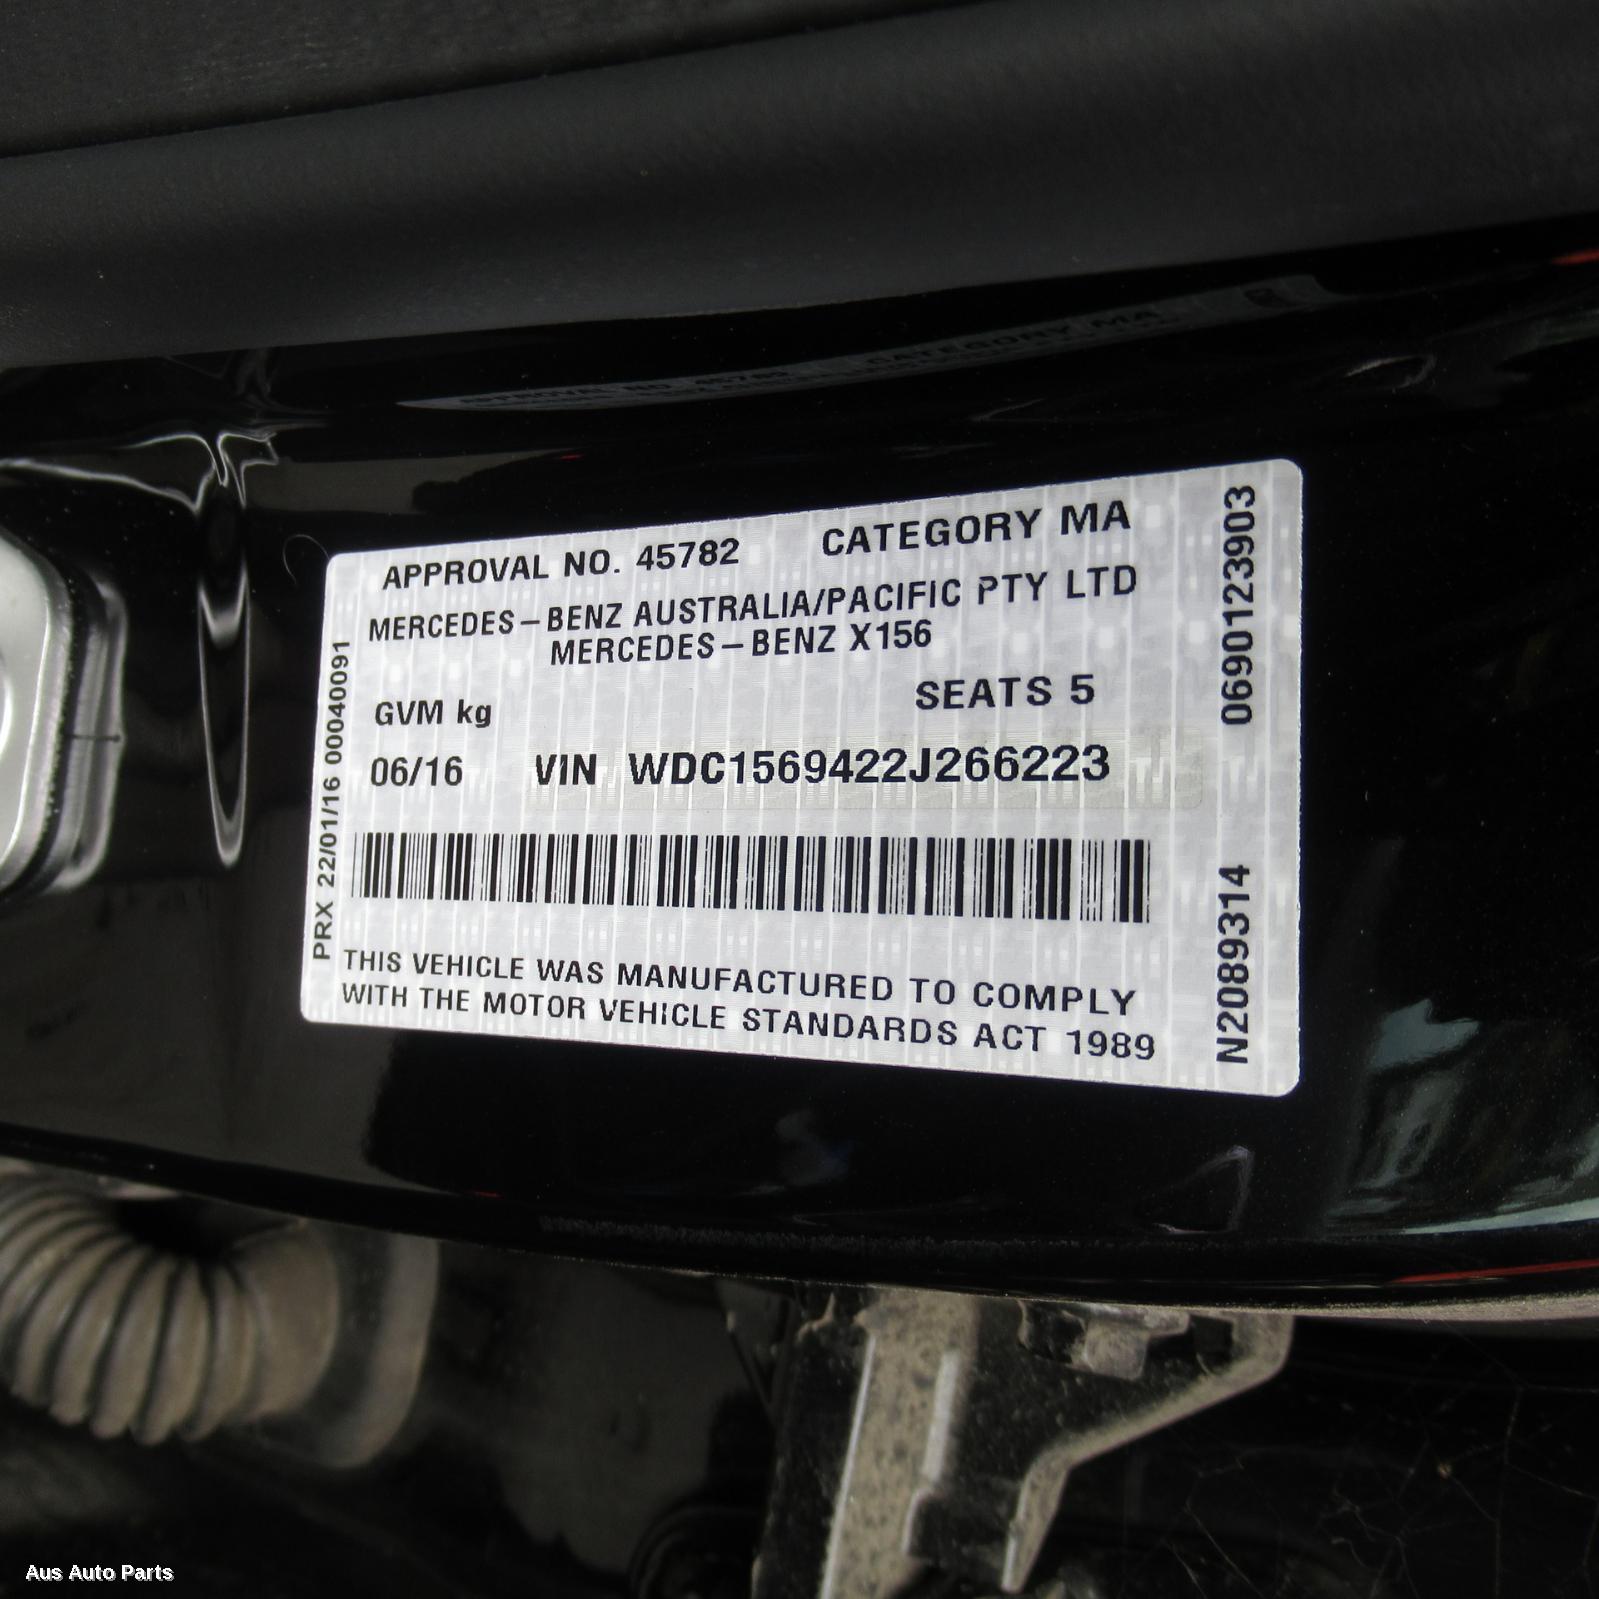 APPROVAL NO. 45782 CATEGORY MA
MERCEDES-BENZ AUSTRALIA/PACIFIC PTY LTD
MERCEDES-BENZ X156
SEATS 5
GVM kg
06/16 VIN WDC1569422J266223
THIS VEHICLE WAS MANUFACTURED TO COMPLY
WITH THE MOTOR VEHICLE STANDARDS ACT 1989
PRX 22/01/16 00040091
0690123903
N2089314
Aus Auto Parts